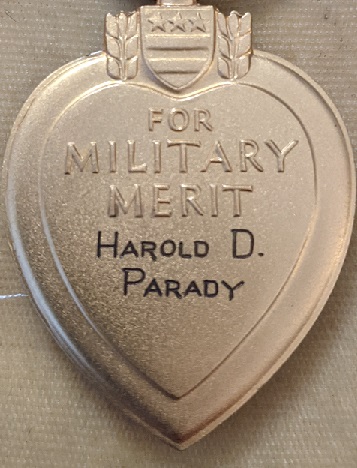 FOR
MILITARY
MERIT
HAROLD D.
PARADY